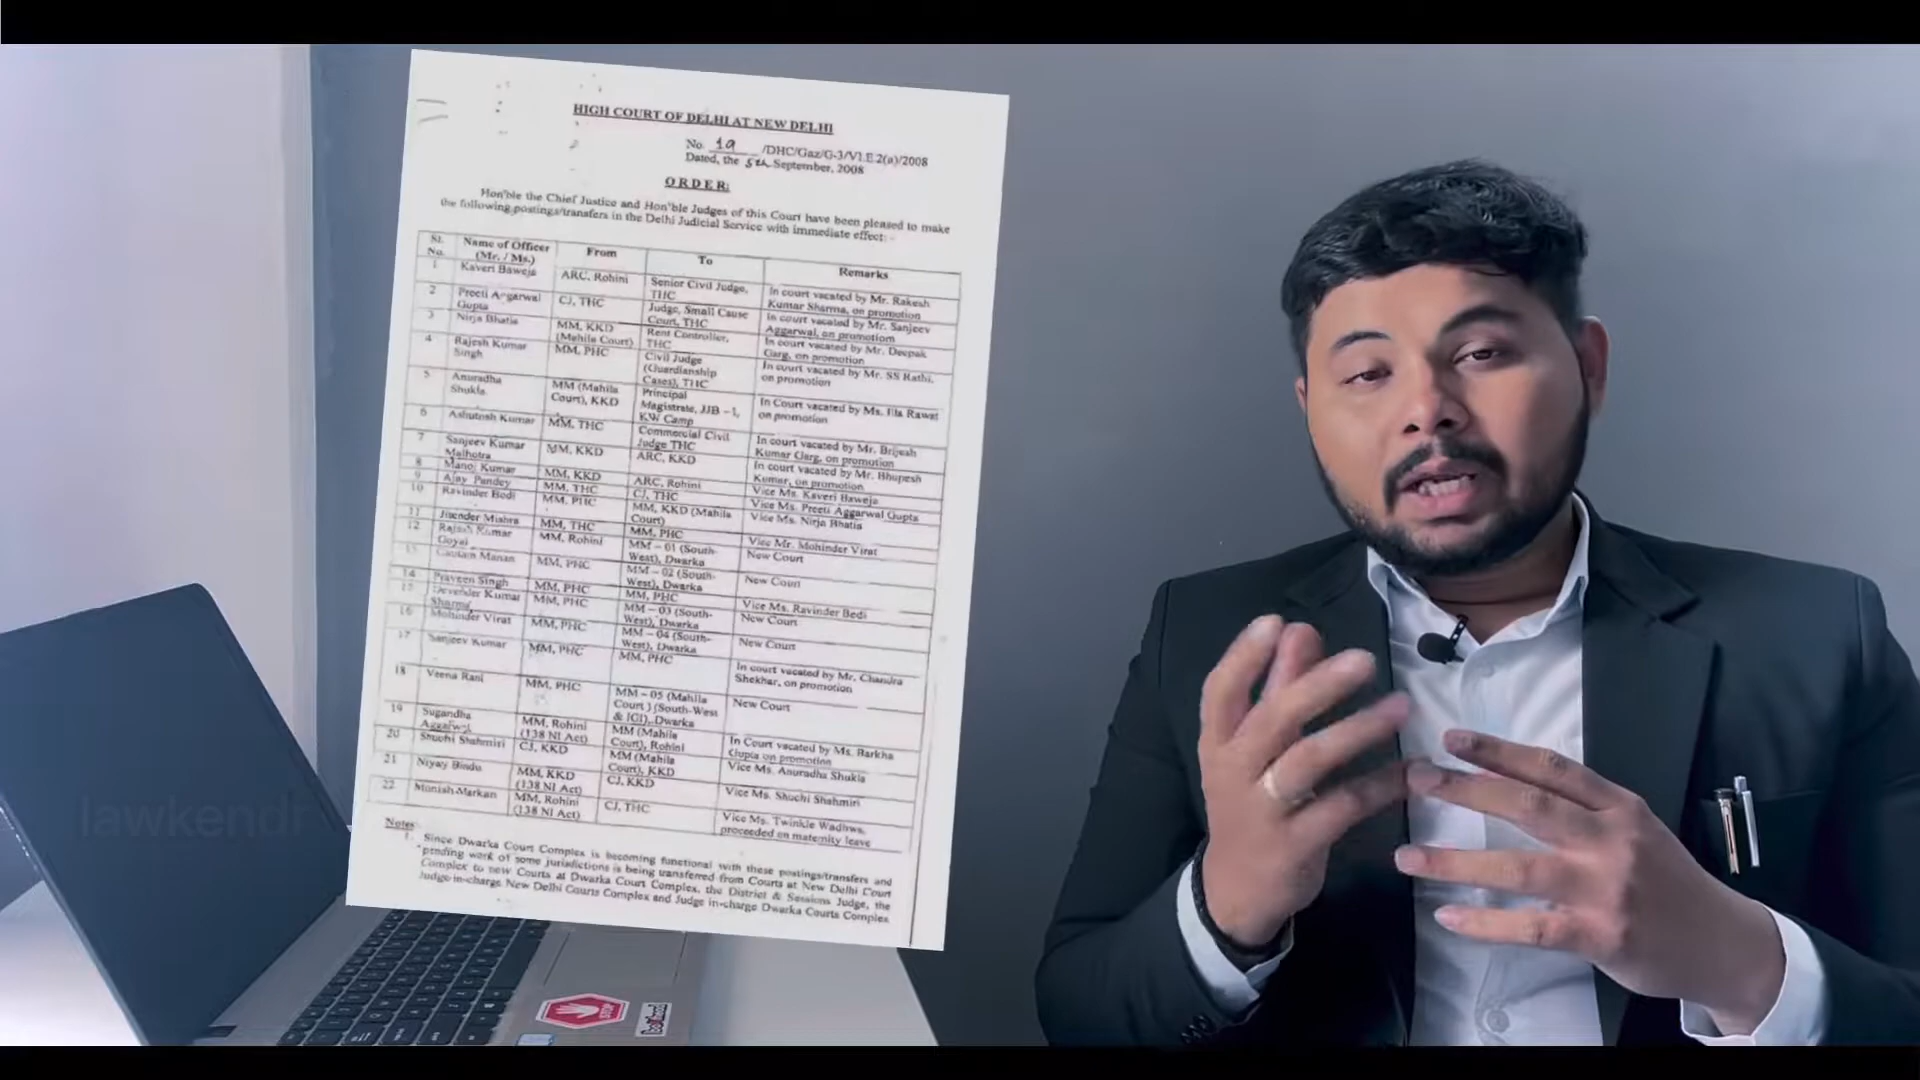 HIGH COURT OF DELHI AT NEW DELHI
No. 19 /DHC/Gaz/G-3/VI.E.2(a)/2008
Dated, the 5th September, 2008
ORDER:
Hon'ble the Chief Justice and Hon'ble Judges of this Court have been pleased to make
the following postings/transfers in the Delhi Judicial Service with immediate effect:-
Sl. No. Name of Officer (Mr. / Ms.) From To Remarks
1 Kaveri Baweja ARC, Rohini Senior Civil Judge, THC In court vacated by Mr. Rakesh Kumar Sharma, on promotion
2 Preeti Aggarwal Gupta CJ, THC Judge, Small Cause Court, THC In court vacated by Mr. Sanjeev Aggarwal, on promotion
3 Nirja Bhatia MM, KKD (Mahila Court) Rent Controller, THC In court vacated by Mr. Deepak Garg, on promotion
4 Rajesh Kumar Singh MM, PHC Civil Judge (Guardianship Cases), THC In court vacated by Mr. SS Rathi, on promotion
5 Anuradha Shukla MM (Mahila Court), KKD Principal Magistrate, JJB – 1, KW Camp In Court vacated by Ms. Illa Rawat on promotion
6 Ashutosh Kumar MM, THC Commercial Civil Judge THC In court vacated by Mr. Brijesh Kumar Garg, on promotion
7 Sanjeev Kumar Malhotra MM, KKD ARC, KKD In court vacated by Mr. Bhupesh Kumar, on promotion
8 Manoj Kumar MM, KKD ARC, Rohini Vice Ms. Kaveri Baweja
9 Ajay Pandey MM, THC CJ, THC Vice Ms. Preeti Aggarwal Gupta
10 Ravinder Bedi MM, PHC MM, KKD (Mahila Court) Vice Ms. Nirja Bhatia
11 Jitender Mishra MM, THC MM, PHC Vice Mr. Mohinder Virat
12 Rajesh Kumar Goyal MM, Rohini MM – 01 (South-West), Dwarka New Court
13 Gautam Manan MM, PHC MM – 02 (South-West), Dwarka New Court
14 Praveen Singh MM, PHC MM, PHC Vice Ms. Ravinder Bedi
15 Devender Kumar Sharma MM, PHC MM – 03 (South-West), Dwarka New Court
16 Mohinder Virat MM, PHC MM – 04 (South-West), Dwarka New Court
17 Sanjeev Kumar MM, PHC MM, PHC In court vacated by Mr. Chandra Shekhar, on promotion
18 Veena Rani MM, PHC MM – 05 (Mahila Court) (South-West & IGI), Dwarka New Court
19 Sugandha Aggarwal MM, Rohini (138 NI Act) MM (Mahila Court), Rohini In Court vacated by Ms. Barkha Gupta on promotion
20 Shuchi Shahmiri CJ, KKD MM (Mahila Court), KKD Vice Ms. Anuradha Shukla
21 Niyay Bindu MM, KKD (138 NI Act) CJ, KKD Vice Ms. Shuchi Shahmiri
22 Monish Markan MM, Rohini (138 NI Act) CJ, THC Vice Ms. Twinkle Wadhwa, proceeded on maternity leave
Notes
1. Since Dwarka Court Complex is becoming functional with these postings/transfers and
pending work of some jurisdictions is being transferred from Courts at New Delhi Court
Complex to new Courts at Dwarka Court Complex, the District & Sessions Judge, the
Judge in-charge New Delhi Courts Complex and Judge in-charge Dwarka Courts Complex
lawkend
STOP